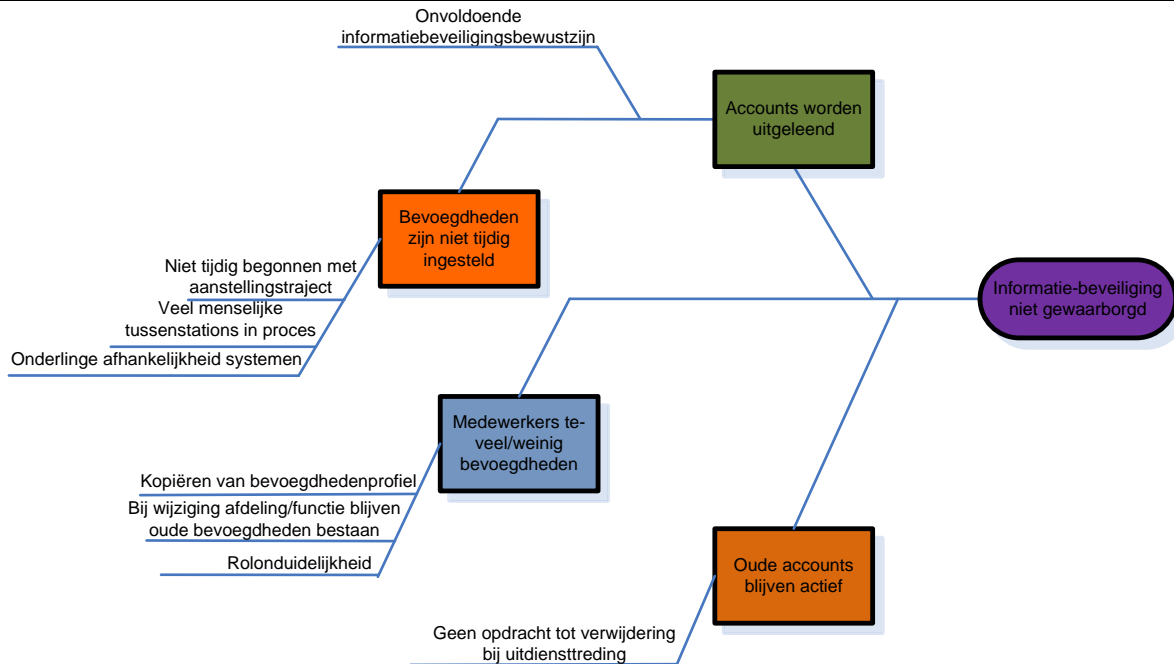 Onvoldoende
informatiebeveiligingsbewustzijn
Accounts worden
uitgeleend
Bevoegdheden
zijn niet tijdig
ingesteld
Niet tijdig begonnen met
aanstellingstraject
Veel menselijke
tussenstations in proces
Onderlinge afhankelijkheid systemen
Informatie-beveiliging
niet gewaarborgd
Medewerkers te-
veel/weinig
bevoegdheden
Kopiëren van bevoegdhedenprofiel
Bij wijziging afdeling/functie blijven
oude bevoegdheden bestaan
Rolonduidelijkheid
Oude accounts
blijven actief
Geen opdracht tot verwijdering
bij uitdiensttreding